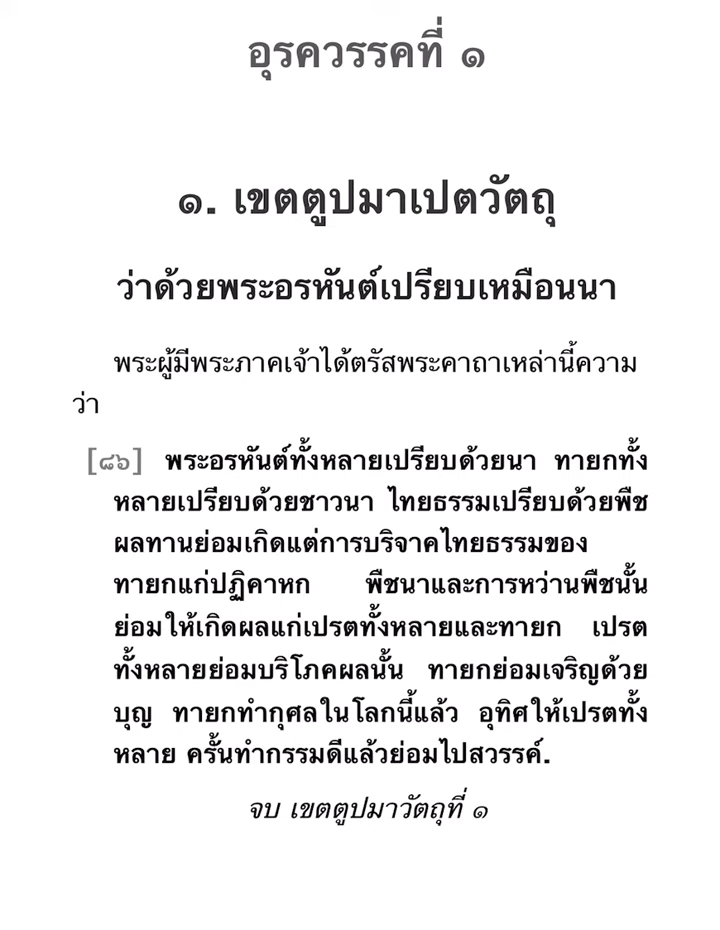 อุรควรรคที่ ๑
๑. เขตตูปมาเปตวัตถุ
ว่าด้วยพระอรหันต์เปรียบเหมือนนา
พระผู้มีพระภาคเจ้าได้ตรัสพระคาถาเหล่านี้ความ
ว่า
[๘๖] พระอรหันต์ทั้งหลายเปรียบด้วยนา ทายกทั้ง
หลายเปรียบด้วยชาวนา ไทยธรรมเปรียบด้วยพืช
ผลทานย่อมเกิดแต่การบริจาคไทยธรรมของ
ทายกแก่ปฏิคาหก พืชนาและการหว่านพืชนั้น
ย่อมให้เกิดผลแก่เปรตทั้งหลายและทายก เปรต
ทั้งหลายย่อมบริโภคผลนั้น ทายกย่อมเจริญด้วย
บุญ ทายกทำกุศลในโลกนี้แล้ว อุทิศให้เปรตทั้ง
หลาย ครั้นทำกรรมดีแล้วย่อมไปสวรรค์.
จบ เขตตูปมาวัตถุที่ ๑